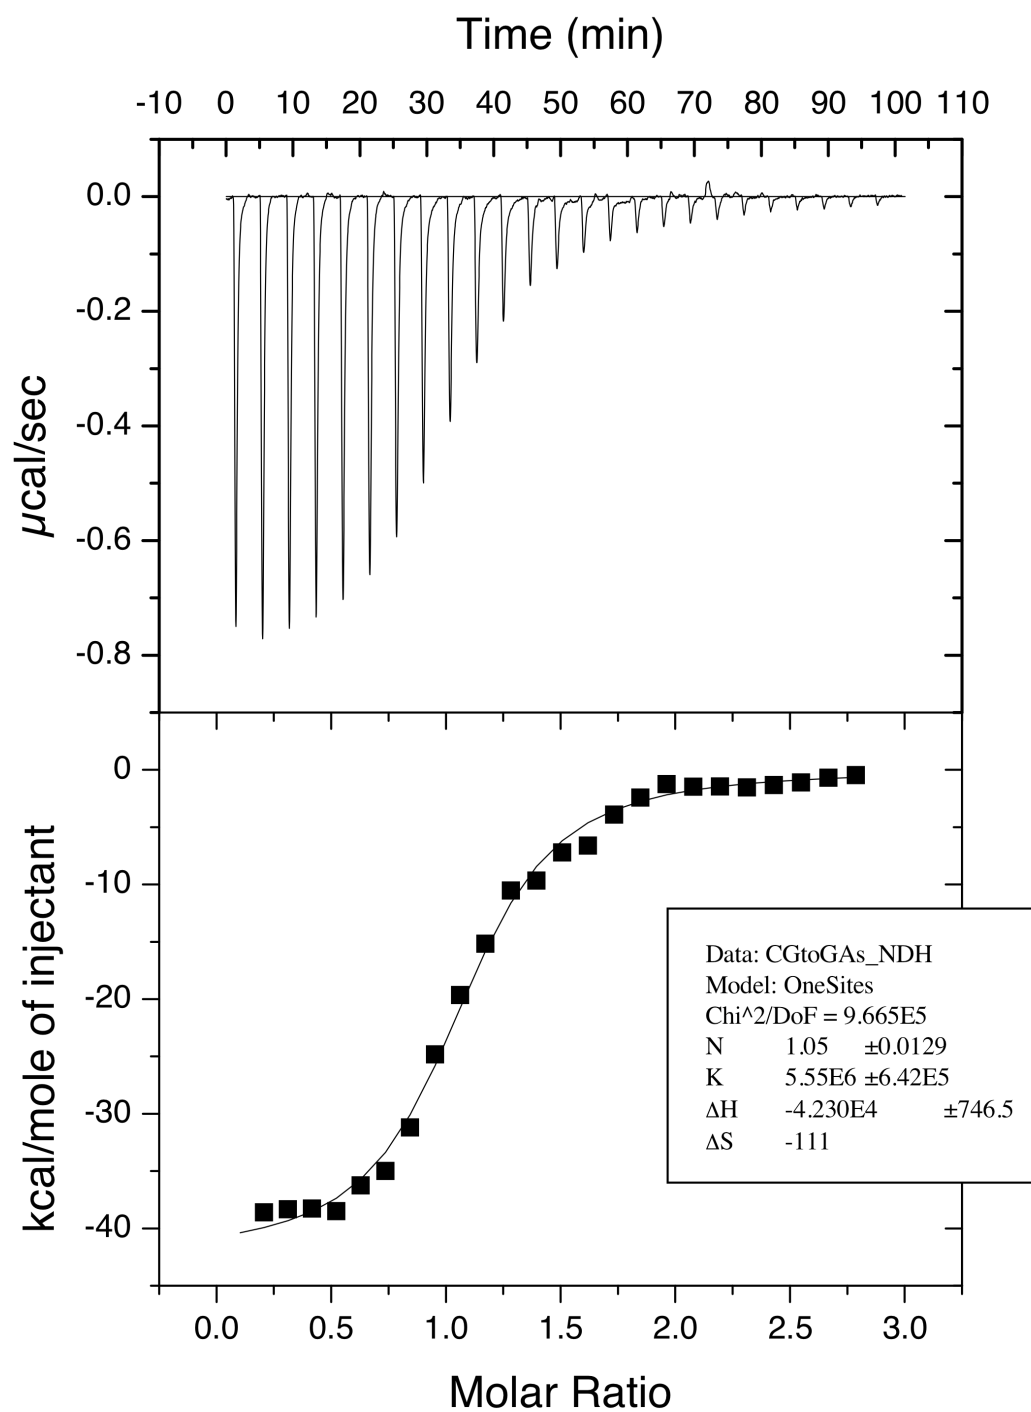 Time (min)
-10 0 10 20 30 40 50 60 70 80 90 100 110
0.0
-0.2
-0.4
-0.6
-0.8
µcal/sec
0
-10
-20
-30
-40
kcal/mole of injectant
Data: CGtoGAs_NDH
Model: OneSites
Chi^2/DoF = 9.665E5
N 1.05 ±0.0129
K 5.55E6 ±6.42E5
ΔH -4.230E4 ±746.5
ΔS -111
0.0 0.5 1.0 1.5 2.0 2.5 3.0
Molar Ratio